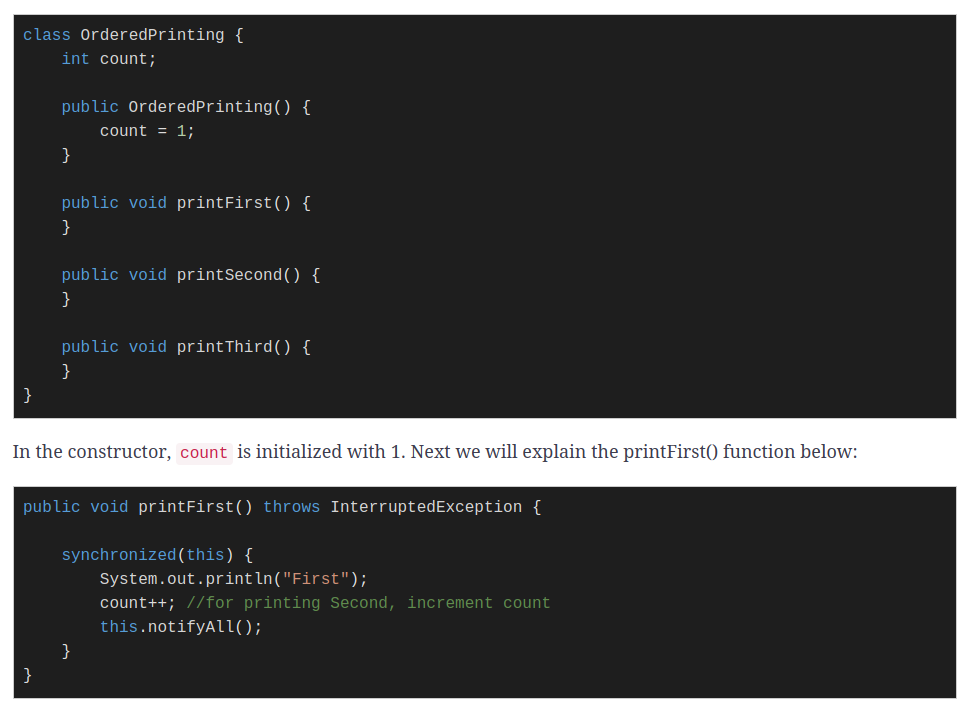 class OrderedPrinting {
    int count;

    public OrderedPrinting() {
        count = 1;
    }

    public void printFirst() {
    }

    public void printSecond() {
    }

    public void printThird() {
    }
}
In the constructor, count is initialized with 1. Next we will explain the printFirst() function below:
public void printFirst() throws InterruptedException {

    synchronized(this) {
        System.out.println("First");
        count++; //for printing Second, increment count
        this.notifyAll();
    }
}